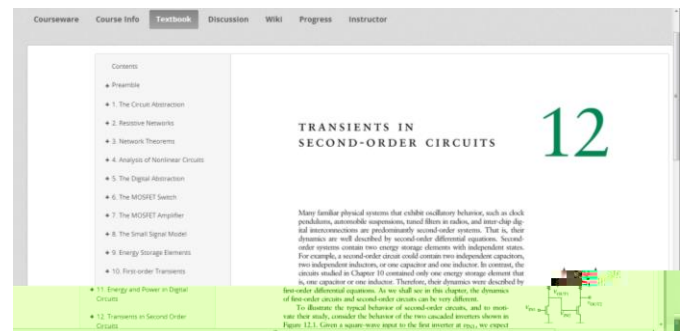 Courseware Course Info Textbook Discussion Wiki Progress Instructor
Contents
Preamble
1. The Circuit Abstraction
2. Resistive Networks
3. Network Theorems
4. Analysis of Nonlinear Circuits
5. The Digital Abstraction
6. The MOSFET Switch
7. The MOSFET Amplifier
8. The Small Signal Model
9. Energy Storage Elements
10. First-order Transients
11. Energy and Power in Digital
Circuits
12. Transients in Second Order
Circuits
TRANSIENTS IN
SECOND-ORDER CIRCUITS
12
Many familiar physical systems that exhibit oscillatory behavior, such as clock
pendulums, automobile suspensions, tuned filters in radios, and inter-chip dig-
ital interconnections are predominantly second-order systems. That is, their
dynamics are well described by second-order differential equations. Second-
order systems contain two energy storage elements with independent states.
For example, a second-order circuit could contain two independent capacitors,
two independent inductors, or one capacitor and one inductor. In contrast, the
circuits studied in Chapter 10 contained only one energy storage element that
is, one capacitor or one inductor. Therefore, their dynamics were described by
first-order differential equations. As we shall see in this chapter, the dynamics
of first-order circuits and second-order circuits can be very different.
To illustrate the typical behavior of second-order circuits, and to moti-
vate their study, consider the behavior of the two cascaded inverters shown in
Figure 12.1. Given a square-wave input to the first inverter at vIN1, we expect